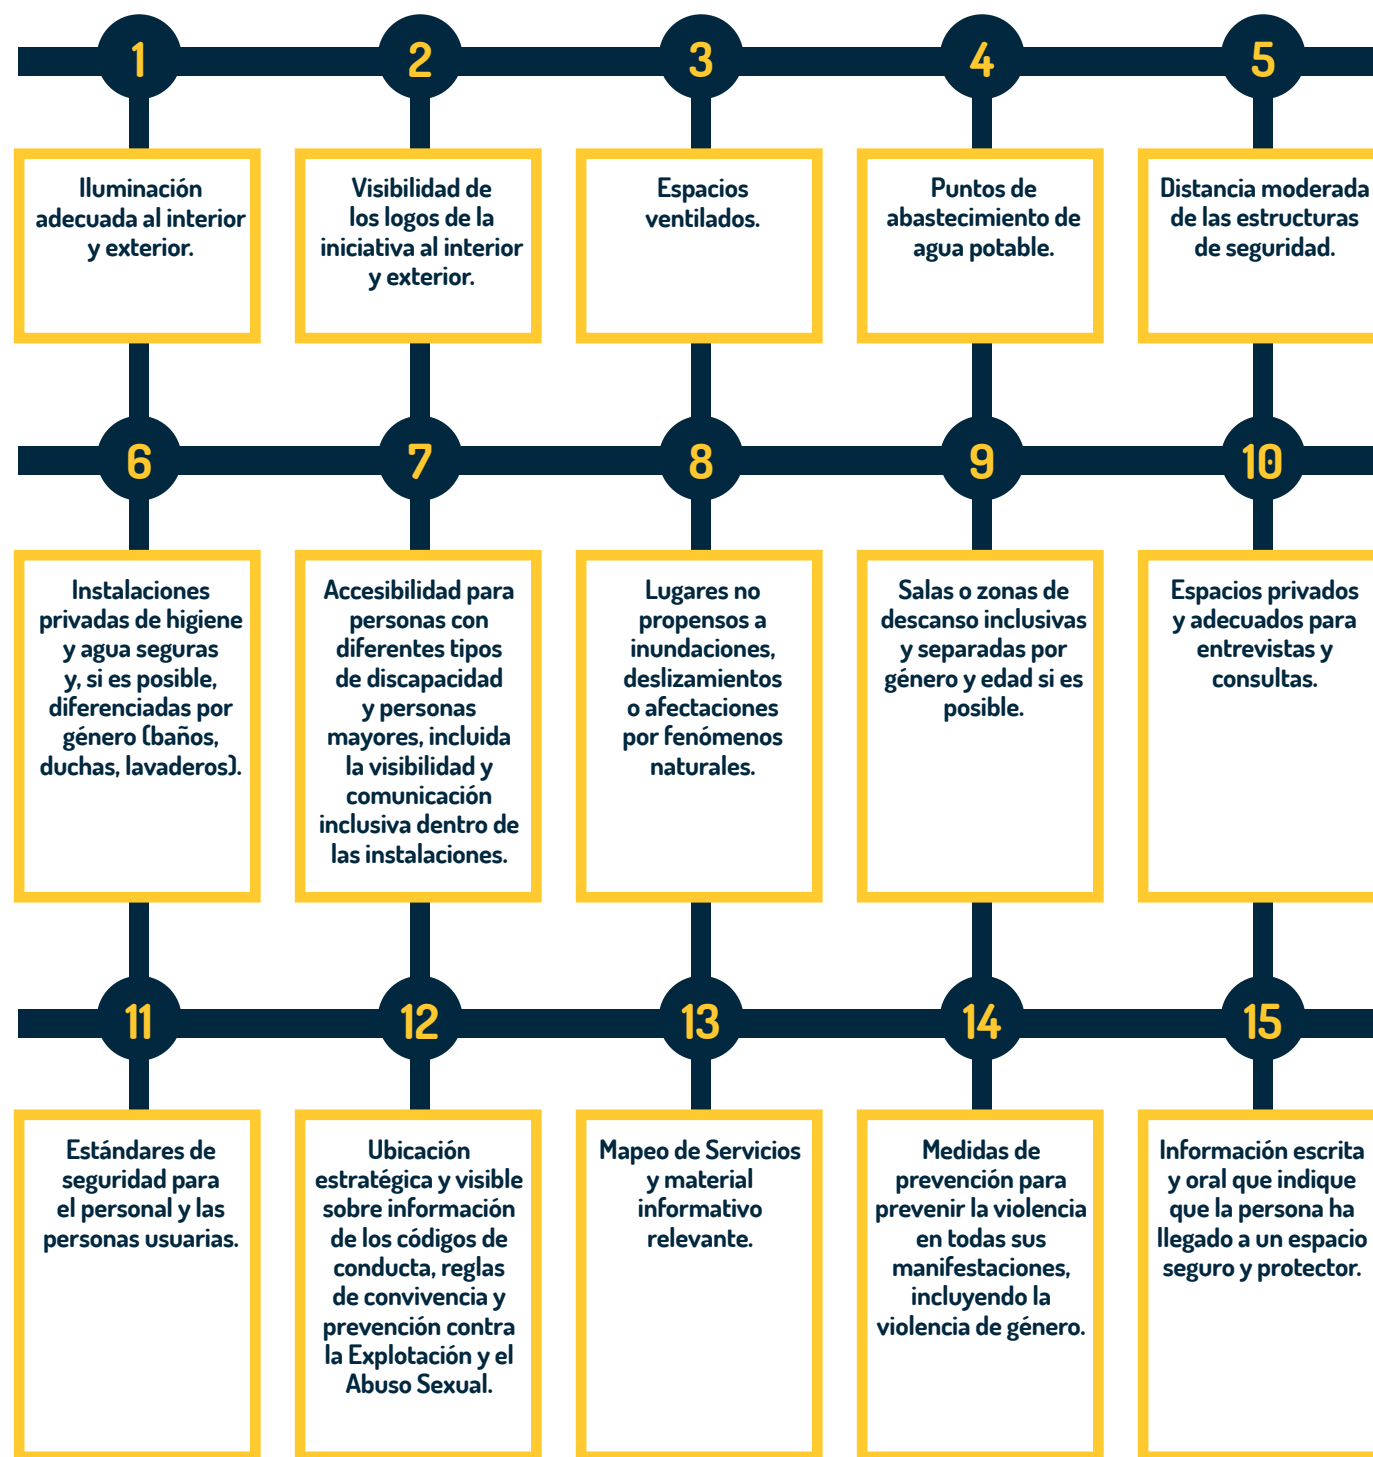 1
2
3
4
5
Iluminación
adecuada al interior
y exterior.
Visibilidad de
los logos de la
iniciativa al interior
y exterior.
Espacios
ventilados.
Puntos de
abastecimiento de
agua potable.
Distancia moderada
de las estructuras
de seguridad.
6
7
8
9
10
Instalaciones
privadas de higiene
y agua seguras
y, si es posible,
diferenciadas por
género (baños,
duchas, lavaderos).
Accesibilidad para
personas con
diferentes tipos
de discapacidad
y personas
mayores, incluida
la visibilidad y
comunicación
inclusiva dentro de
las instalaciones.
Lugares no
propensos a
inundaciones,
deslizamientos
o afectaciones
por fenómenos
naturales.
Salas o zonas de
descanso inclusivas
y separadas por
género y edad si es
posible.
Espacios privados
y adecuados para
entrevistas y
consultas.
11
12
13
14
15
Estándares de
seguridad para
el personal y las
personas usuarias.
Ubicación
estratégica y visible
sobre información
de los códigos de
conducta, reglas
de convivencia y
prevención contra
la Explotación y el
Abuso Sexual.
Mapeo de Servicios
y material
informativo
relevante.
Medidas de
prevención para
prevenir la violencia
en todas sus
manifestaciones,
incluyendo la
violencia de género.
Información escrita
y oral que indique
que la persona ha
llegado a un espacio
seguro y protector.